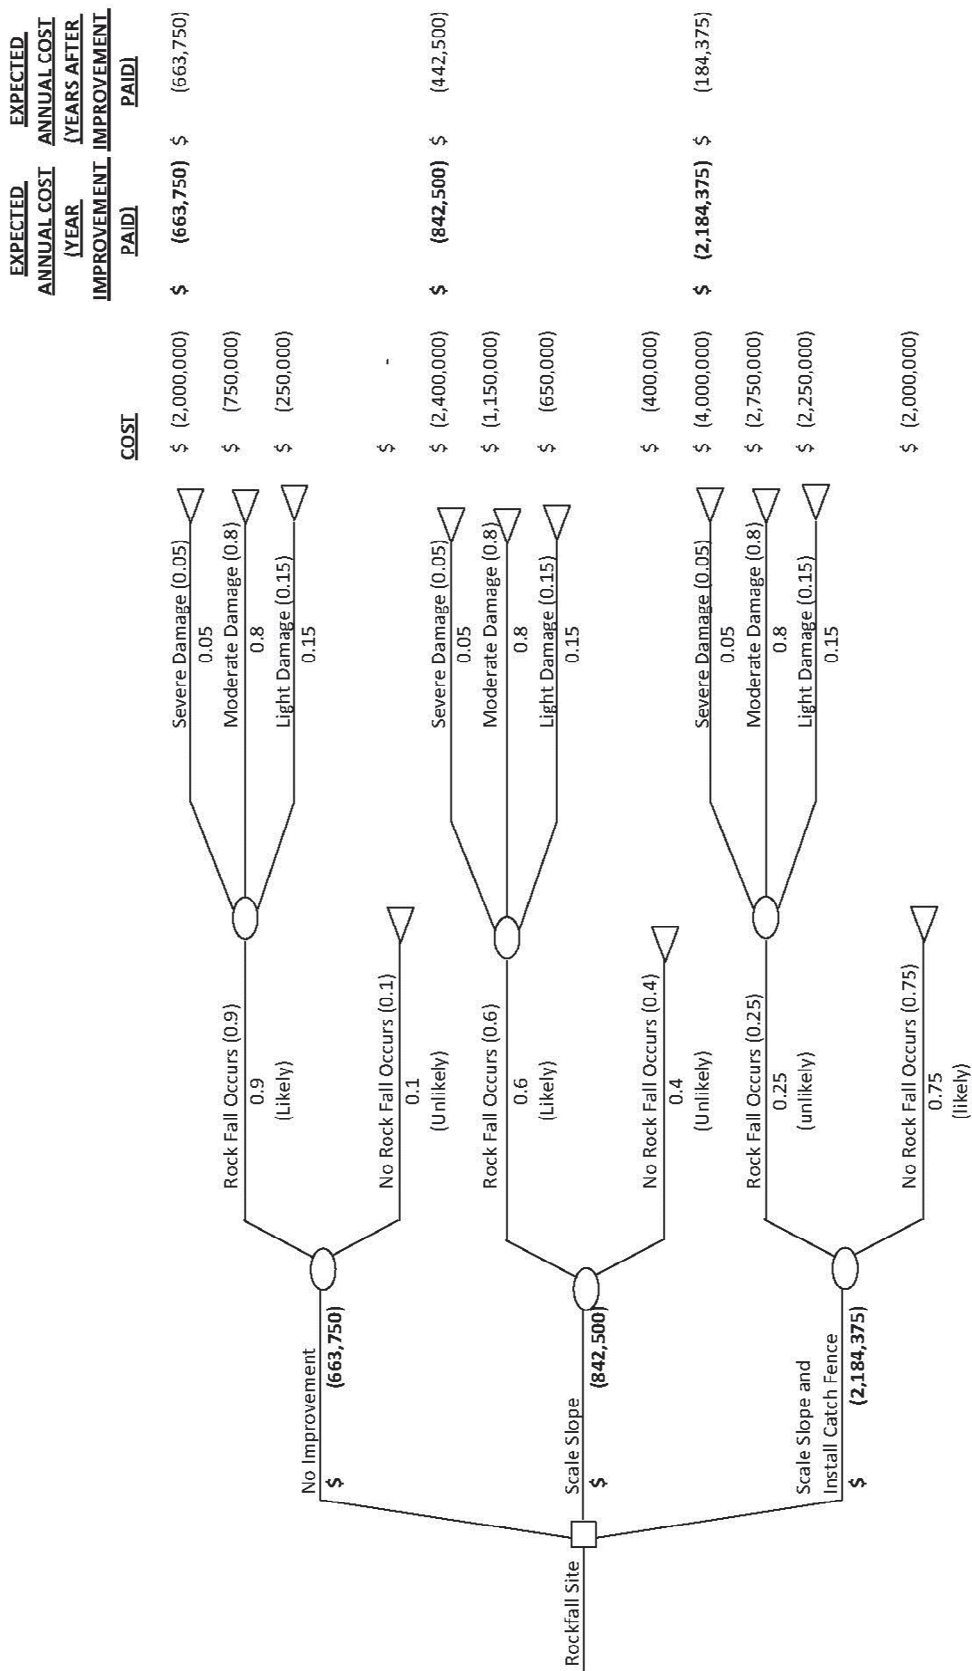 EXPECTED
ANNUAL COST
(YEAR
IMPROVEMENT
PAID)
EXPECTED
ANNUAL COST
(YEARS AFTER
IMPROVEMENT
PAID)
COST
Rockfall Site
No Improvement
$ (663,750)
Rock Fall Occurs (0.9)
0.9
(Likely)
Severe Damage (0.05)
0.05
$ (2,000,000)
$ (663,750)
$ (663,750)
Moderate Damage (0.8)
0.8
$ (750,000)
Light Damage (0.15)
0.15
$ (250,000)
No Rock Fall Occurs (0.1)
0.1
(Unlikely)
$ -
Scale Slope
$ (842,500)
Rock Fall Occurs (0.6)
0.6
(Likely)
Severe Damage (0.05)
0.05
$ (2,400,000)
$ (842,500)
$ (442,500)
Moderate Damage (0.8)
0.8
$ (1,150,000)
Light Damage (0.15)
0.15
$ (650,000)
No Rock Fall Occurs (0.4)
0.4
(Unlikely)
$ (400,000)
Scale Slope and
Install Catch Fence
$ (2,184,375)
Rock Fall Occurs (0.25)
0.25
(unlikely)
Severe Damage (0.05)
0.05
$ (4,000,000)
$ (2,184,375)
$ (184,375)
Moderate Damage (0.8)
0.8
$ (2,750,000)
Light Damage (0.15)
0.15
$ (2,250,000)
No Rock Fall Occurs (0.75)
0.75
(likely)
$ (2,000,000)